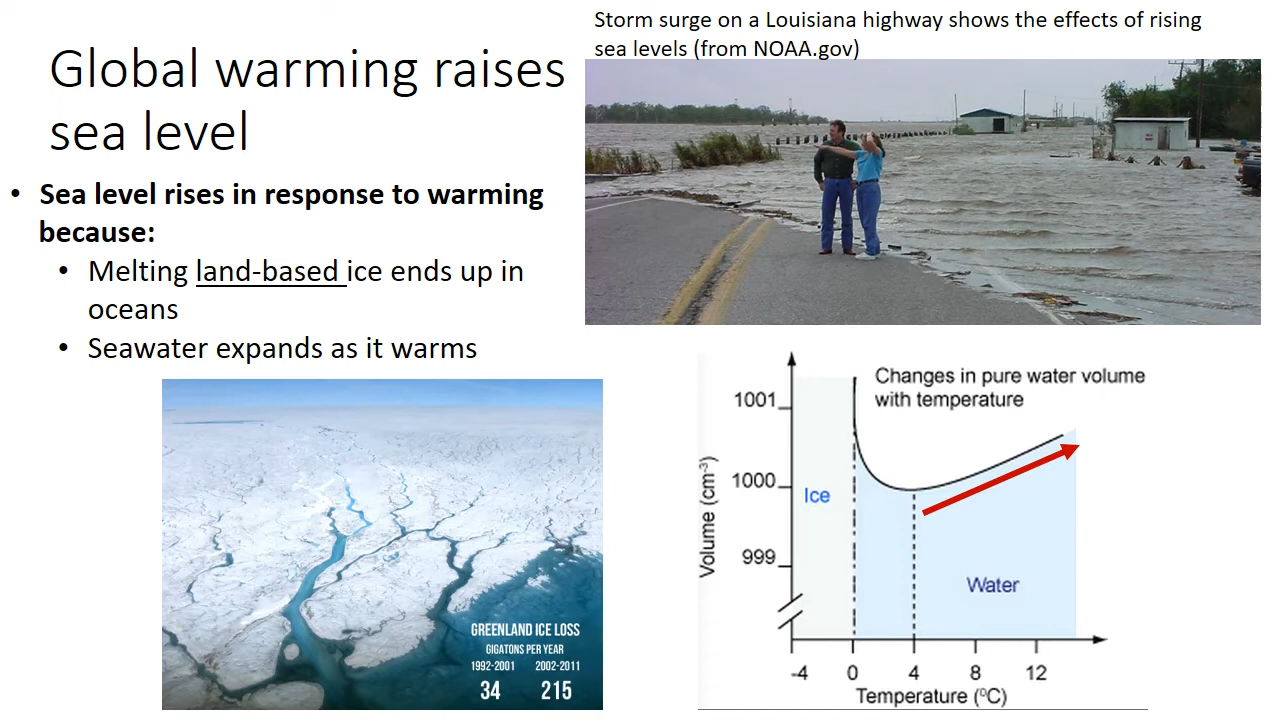 Storm surge on a Louisiana highway shows the effects of rising
sea levels (from NOAA.gov)
Global warming raises
sea level
• Sea level rises in response to warming
because:
• Melting land-based ice ends up in
oceans
• Seawater expands as it warms
GREENLAND ICE LOSS
GIGATONS PER YEAR
1992-2001 2002-2011
34 215
Changes in pure water volume
with temperature
1001
1000
999
Volume (cm⁻³)
Ice
Water
-4 0 4 8 12
Temperature (⁰C)